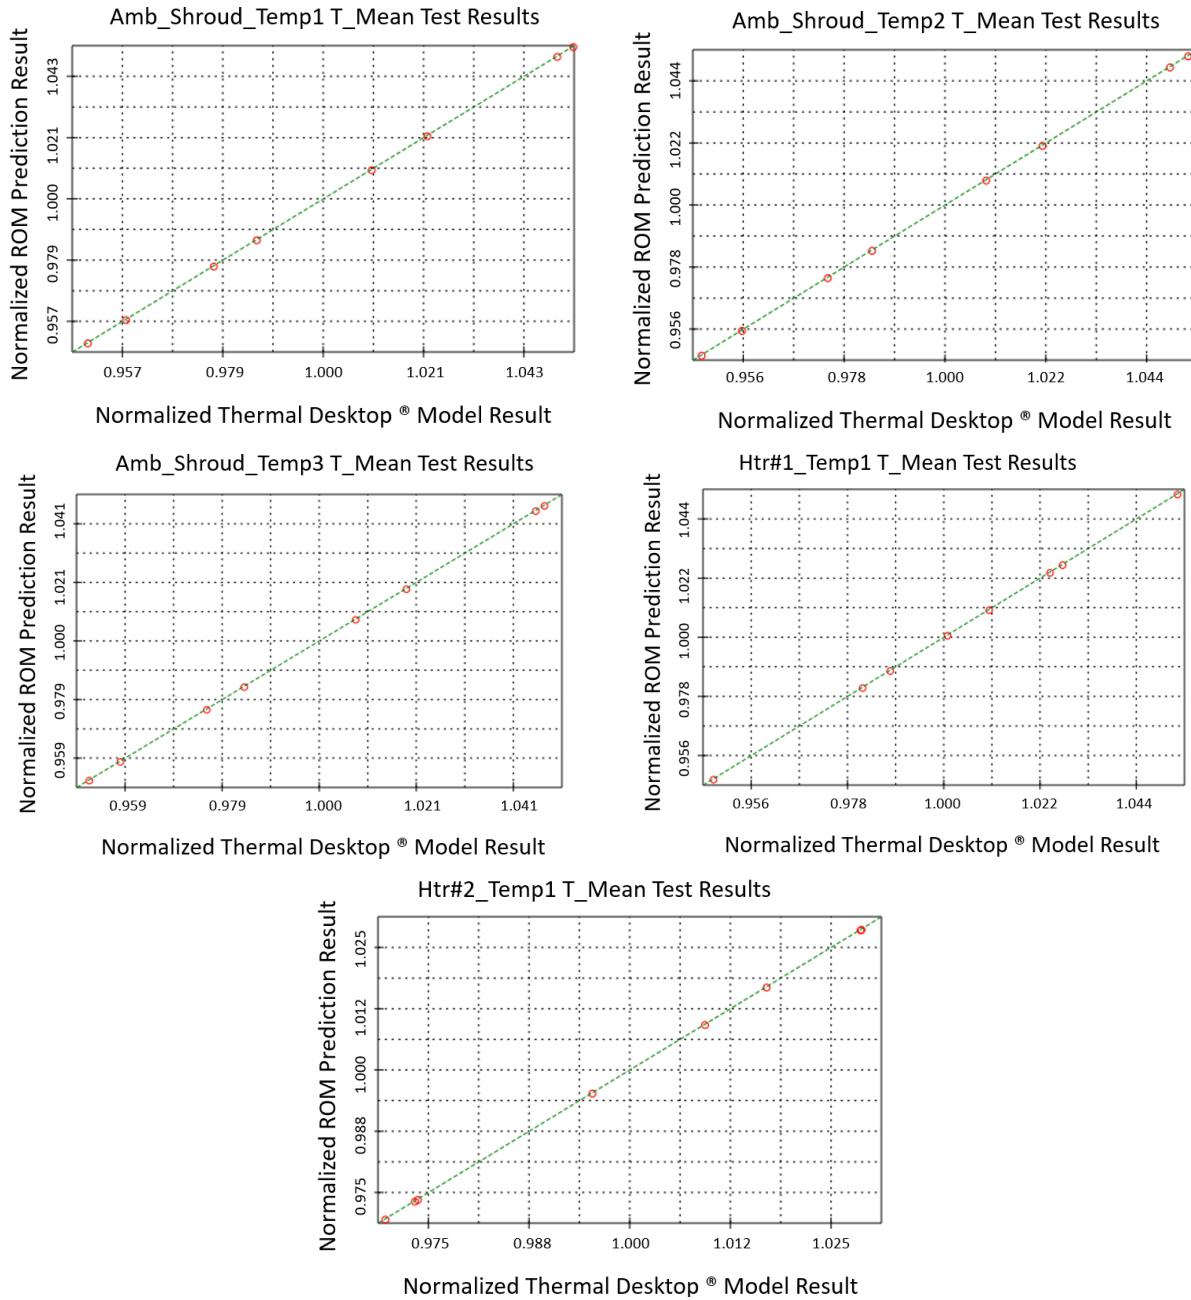 Amb_Shroud_Temp1 T_Mean Test Results
Normalized ROM Prediction Result
1.043
1.021
1.000
0.979
0.957
0.957 0.979 1.000 1.021 1.043
Normalized Thermal Desktop ® Model Result
Amb_Shroud_Temp2 T_Mean Test Results
Normalized ROM Prediction Result
1.044
1.022
1.000
0.978
0.956
0.956 0.978 1.000 1.022 1.044
Normalized Thermal Desktop ® Model Result
Amb_Shroud_Temp3 T_Mean Test Results
Normalized ROM Prediction Result
1.041
1.021
1.000
0.979
0.959
0.959 0.979 1.000 1.021 1.041
Normalized Thermal Desktop ® Model Result
Htr#1_Temp1 T_Mean Test Results
Normalized ROM Prediction Result
1.044
1.022
1.000
0.978
0.956
0.956 0.978 1.000 1.022 1.044
Normalized Thermal Desktop ® Model Result
Htr#2_Temp1 T_Mean Test Results
Normalized ROM Prediction Result
1.025
1.012
1.000
0.988
0.975
0.975 0.988 1.000 1.012 1.025
Normalized Thermal Desktop ® Model Result